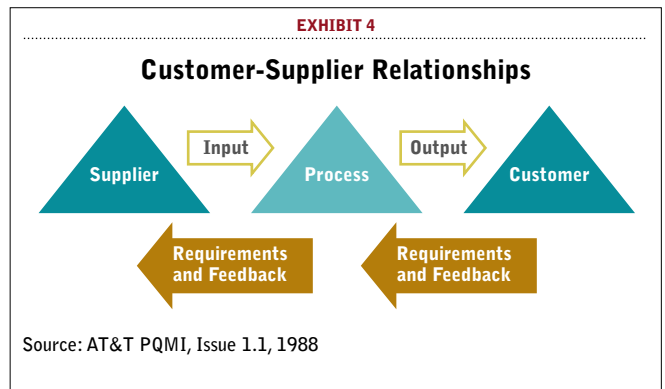 EXHIBIT 4
Customer-Supplier Relationships
Input
Output
Supplier
Process
Customer
Requirements
and Feedback
Requirements
and Feedback
Source: AT&T PQMI, Issue 1.1, 1988